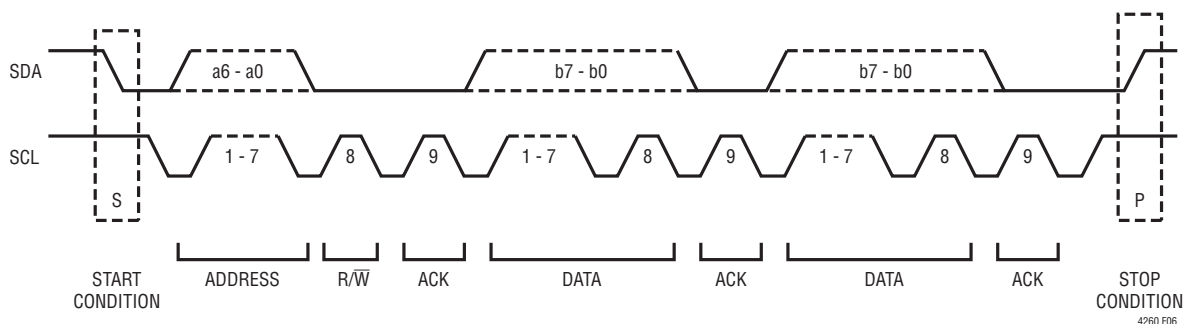 SDA
a6 - a0
b7 - b0
b7 - b0
SCL
1 - 7
8
9
1 - 7
8
9
1 - 7
8
9
S
P
START
CONDITION
ADDRESS
R/W̅
ACK
DATA
ACK
DATA
ACK
STOP
CONDITION
4260 F06